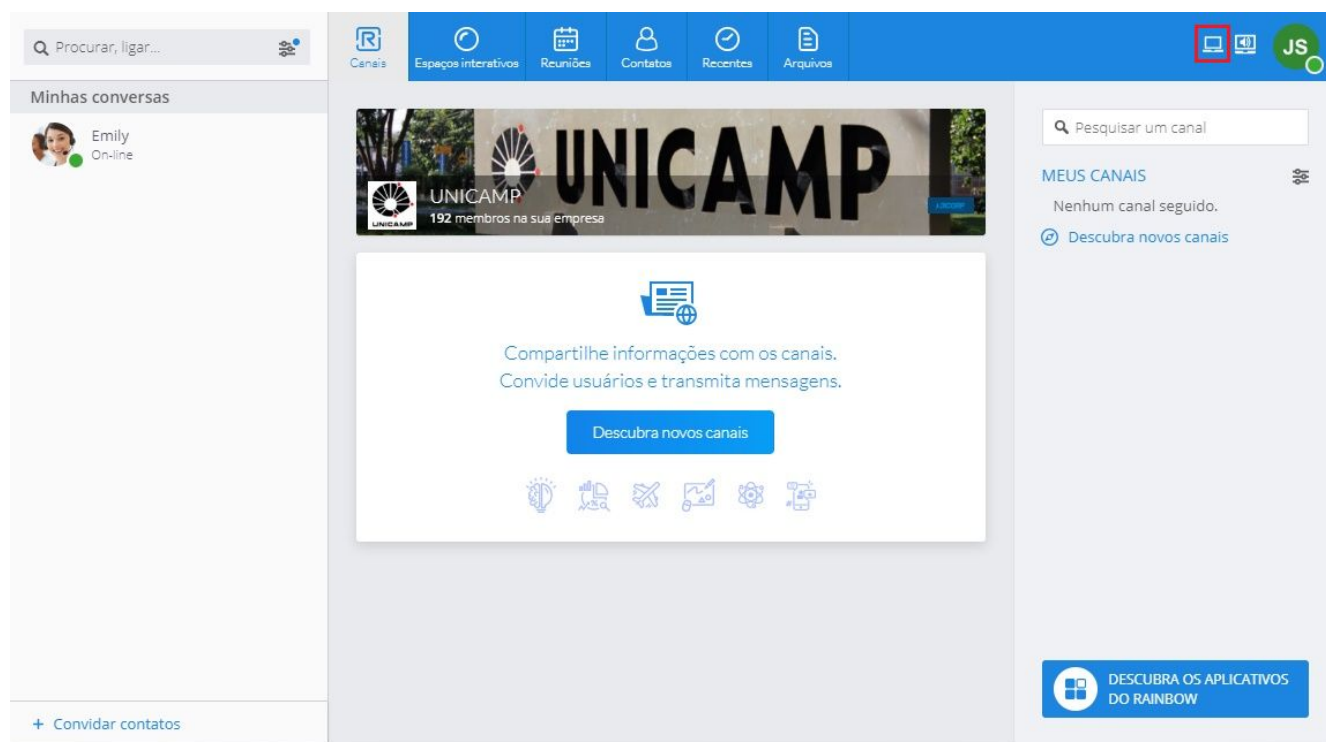 Procurar, ligar...
Canais
Espaços interativos
Reuniões
Contatos
Recentes
Arquivos
JS
Minhas conversas
Emily
On-line
UNICAMP
UNICAMP
UNICAMP
192 membros na sua empresa
Compartilhe informações com os canais.
Convide usuários e transmita mensagens.
Descubra novos canais
Pesquisar um canal
MEUS CANAIS
Nenhum canal seguido.
Descubra novos canais
DESCUBRA OS APLICATIVOS
DO RAINBOW
+ Convidar contatos